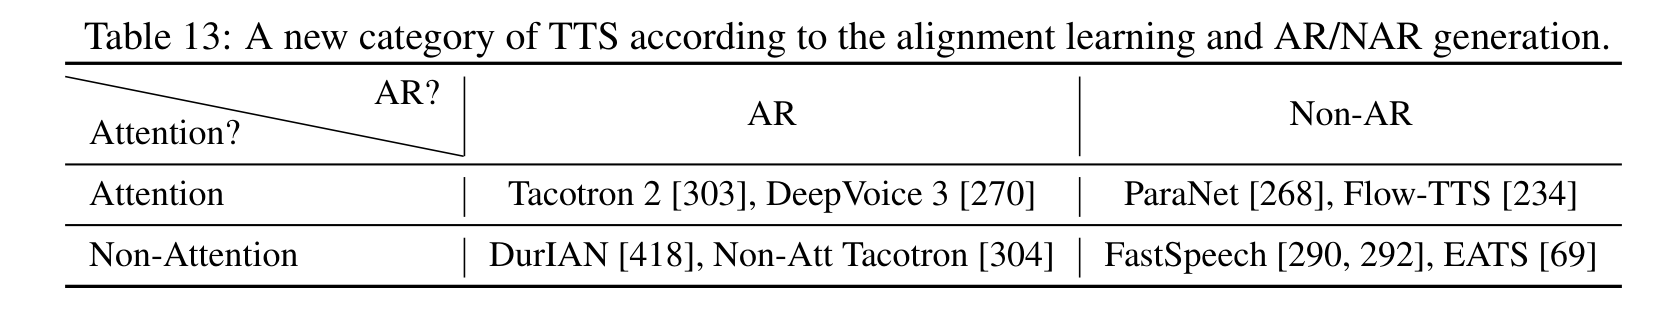 Table 13: A new category of TTS according to the alignment learning and AR/NAR generation.
AR?
Attention?
AR
Non-AR
Attention
Tacotron 2 [303], DeepVoice 3 [270]
ParaNet [268], Flow-TTS [234]
Non-Attention
DurIAN [418], Non-Att Tacotron [304]
FastSpeech [290, 292], EATS [69]